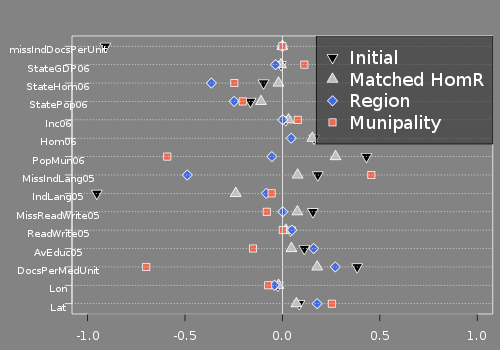 missIndDocsPerUnit
StateGDP06
StateHom06
StatePop06
Inc06
Hom06
PopMun06
MissIndLang05
IndLang05
MissReadWrite05
ReadWrite05
AvEduc05
DocsPerMedUnit
Lon
Lat
Initial
Matched HomR
Region
Munipality
-1.0 -0.5 0.0 0.5 1.0